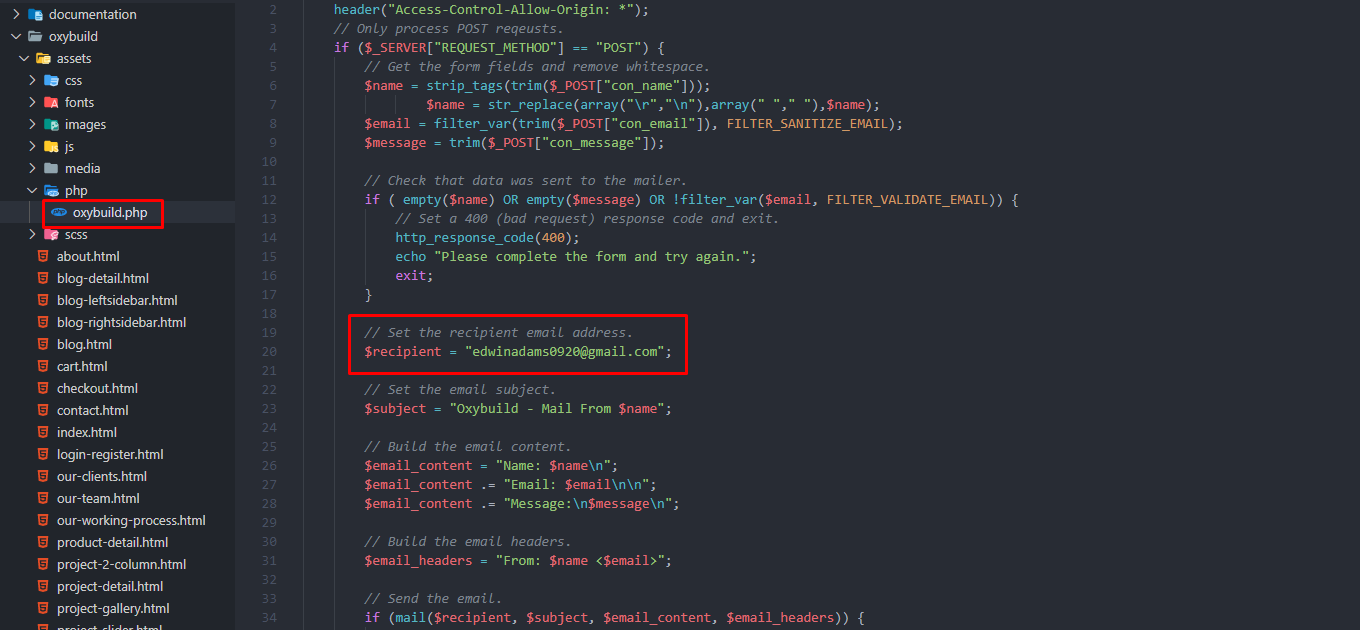 documentation
oxybuild
assets
css
fonts
images
js
media
php
oxybuild.php
scss
about.html
blog-detail.html
blog-leftsidebar.html
blog-rightsidebar.html
blog.html
cart.html
checkout.html
contact.html
index.html
login-register.html
our-clients.html
our-team.html
our-working-process.html
product-detail.html
project-2-column.html
project-detail.html
project-gallery.html
project-slider.html
2 header("Access-Control-Allow-Origin: *");
3 // Only process POST reqeusts.
4 if ($_SERVER["REQUEST_METHOD"] == "POST") {
5 // Get the form fields and remove whitespace.
6 $name = strip_tags(trim($_POST["con_name"]));
7 $name = str_replace(array("\r","\n"),array(" "," "),$name);
8 $email = filter_var(trim($_POST["con_email"]), FILTER_SANITIZE_EMAIL);
9 $message = trim($_POST["con_message"]);
10
11 // Check that data was sent to the mailer.
12 if ( empty($name) OR empty($message) OR !filter_var($email, FILTER_VALIDATE_EMAIL)) {
13 // Set a 400 (bad request) response code and exit.
14 http_response_code(400);
15 echo "Please complete the form and try again.";
16 exit;
17 }
18
19 // Set the recipient email address.
20 $recipient = "edwinadams0920@gmail.com";
21
22 // Set the email subject.
23 $subject = "Oxybuild - Mail From $name";
24
25 // Build the email content.
26 $email_content = "Name: $name\n";
27 $email_content .= "Email: $email\n\n";
28 $email_content .= "Message:\n$message\n";
29
30 // Build the email headers.
31 $email_headers = "From: $name <$email>";
32
33 // Send the email.
34 if (mail($recipient, $subject, $email_content, $email_headers)) {